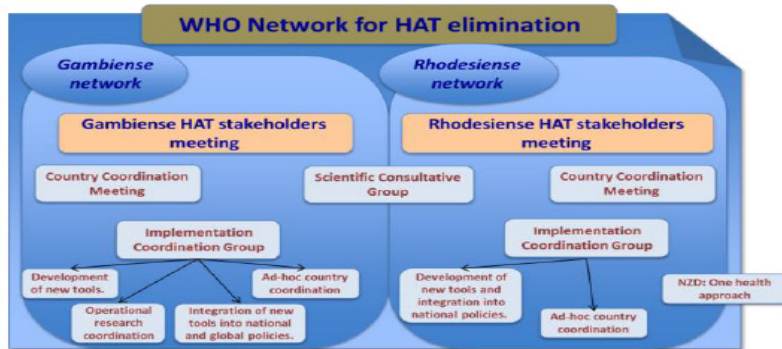 WHO Network for HAT elimination
Gambiense
network
Rhodesiense
network
Gambiense HAT stakeholders
meeting
Rhodesiense HAT stakeholders
meeting
Country Coordination
Meeting
Scientific Consultative
Group
Country Coordination
Meeting
Implementation
Coordination Group
Implementation
Coordination Group
Development
of new tools.
Operational
research
coordination
Integration of new
tools into national
and global policies.
Ad-hoc country
coordination
Development of
new tools and
integration into
national policies.
Ad-hoc country
coordination
NZD: One health
approach